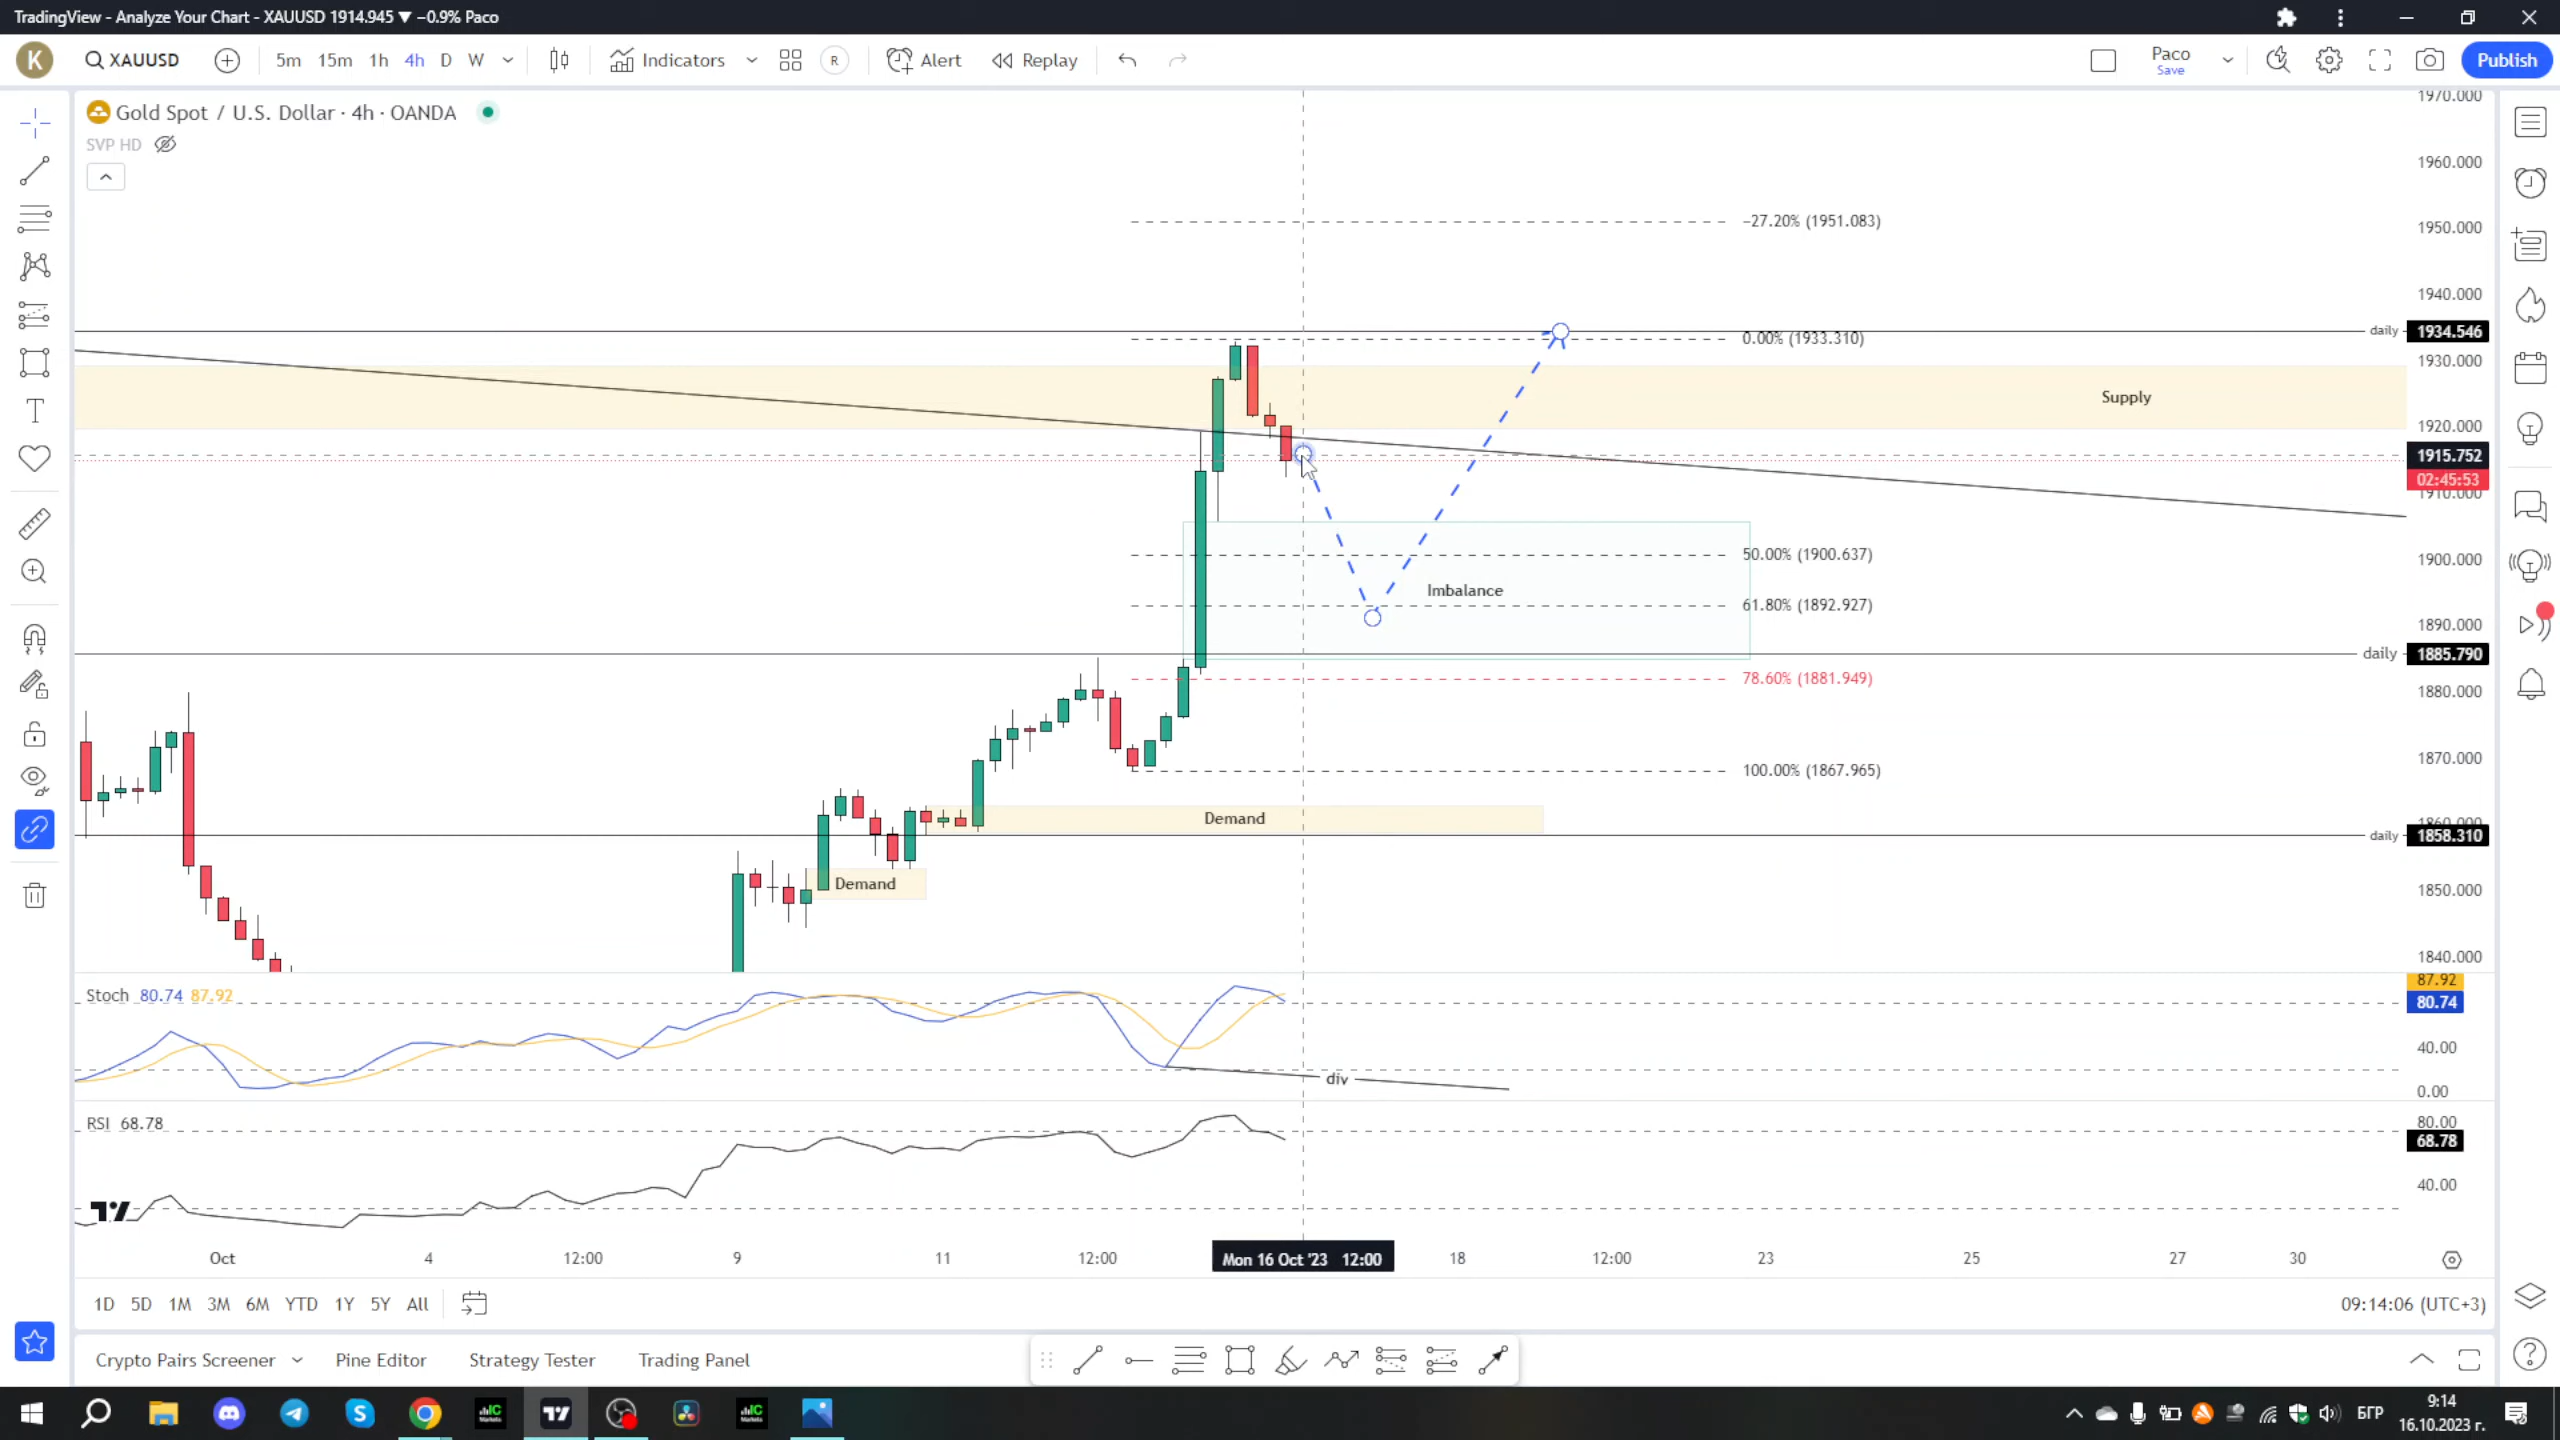 TradingView - Analyze Your Chart - XAUUSD 1914.945 ▼ −0.9% Paco
K
XAUUSD
5m 15m 1h 4h D W
Indicators
R
Alert
Replay
Paco
Save
Publish
Gold Spot / U.S. Dollar · 4h · OANDA
SVP HD
1970.000
1960.000
−27.20% (1951.083)
1950.000
1940.000
daily 1934.546
0.00% (1933.310)
1930.000
Supply
1920.000
1915.752
02:45:53
1910.000
50.00% (1900.637)
1900.000
Imbalance
61.80% (1892.927)
1890.000
daily 1885.790
78.60% (1881.949)
1880.000
100.00% (1867.965)
1870.000
Demand
1860.000
daily 1858.310
Demand
1850.000
1840.000
Stoch 80.74 87.92
87.92
80.74
40.00
div
0.00
RSI 68.78
80.00
68.78
40.00
Oct 4 12:00 9 11 12:00 Mon 16 Oct '23 12:00 18 12:00 23 25 27 30
1D 5D 1M 3M 6M YTD 1Y 5Y All
09:14:06 (UTC+3)
Crypto Pairs Screener Pine Editor Strategy Tester Trading Panel
IC
Markets
IC
Markets
БГР
9:14
16.10.2023 г.